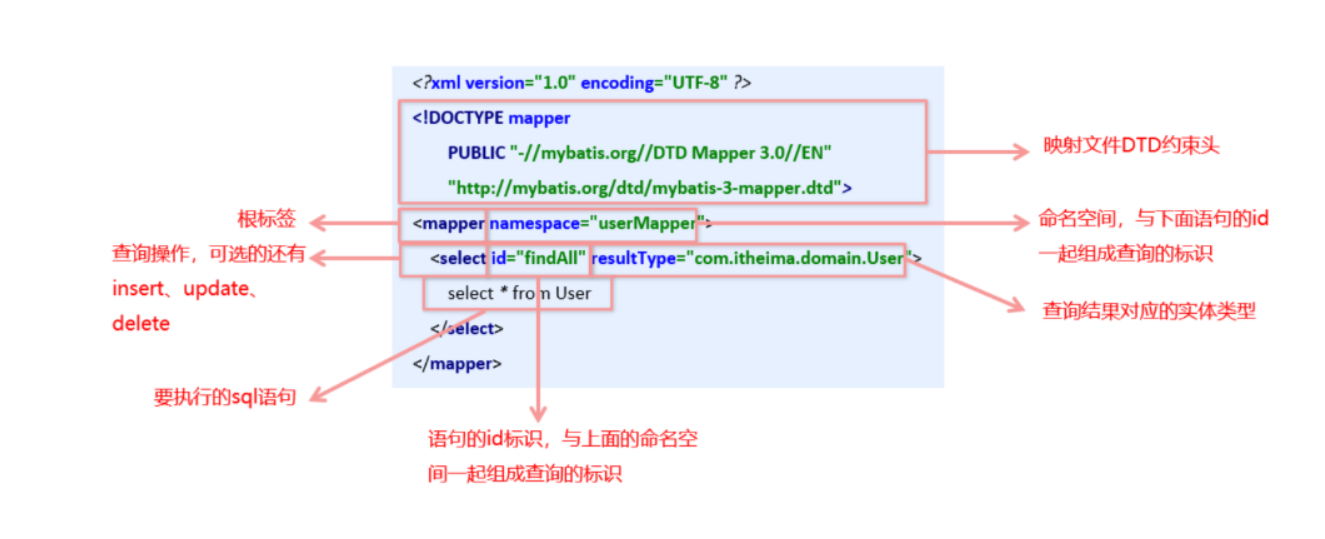 <?xml version="1.0" encoding="UTF-8" ?>
<!DOCTYPE mapper
PUBLIC "-//mybatis.org//DTD Mapper 3.0//EN"
"http://mybatis.org/dtd/mybatis-3-mapper.dtd">
映射文件DTD约束头
根标签
<mapper namespace="userMapper">
命名空间，与下面语句的id
一起组成查询的标识
查询操作，可选的还有
insert、update、
delete
<select id="findAll" resultType="com.itheima.domain.User">
select * from User
查询结果对应的实体类型
</select>
</mapper>
要执行的sql语句
语句的id标识，与上面的命名空
间一起组成查询的标识